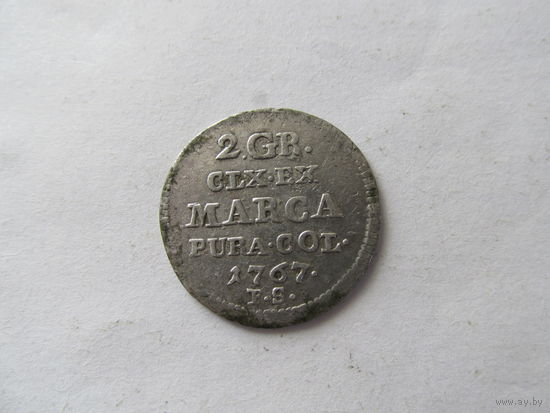 2.GR.
CLX·EX
MARCA
PURA·COL.
1767.
F.S.
www.ay.by